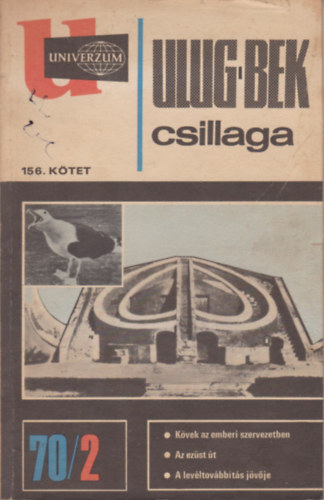 u
UNIVERZUM
ULUG-BEK
csillaga
156. KÖTET
70/2
● Kövek az emberi szervezetben
● Az ezüst út
● A levéltovábbítás jövője